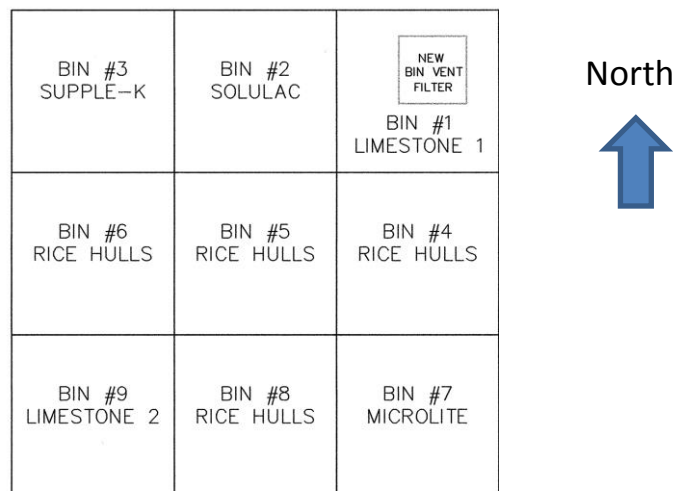 BIN #3
SUPPLE-K
BIN #2
SOLULAC
NEW
BIN VENT
FILTER
BIN #1
LIMESTONE 1
North
BIN #6
RICE HULLS
BIN #5
RICE HULLS
BIN #4
RICE HULLS
BIN #9
LIMESTONE 2
BIN #8
RICE HULLS
BIN #7
MICROLITE